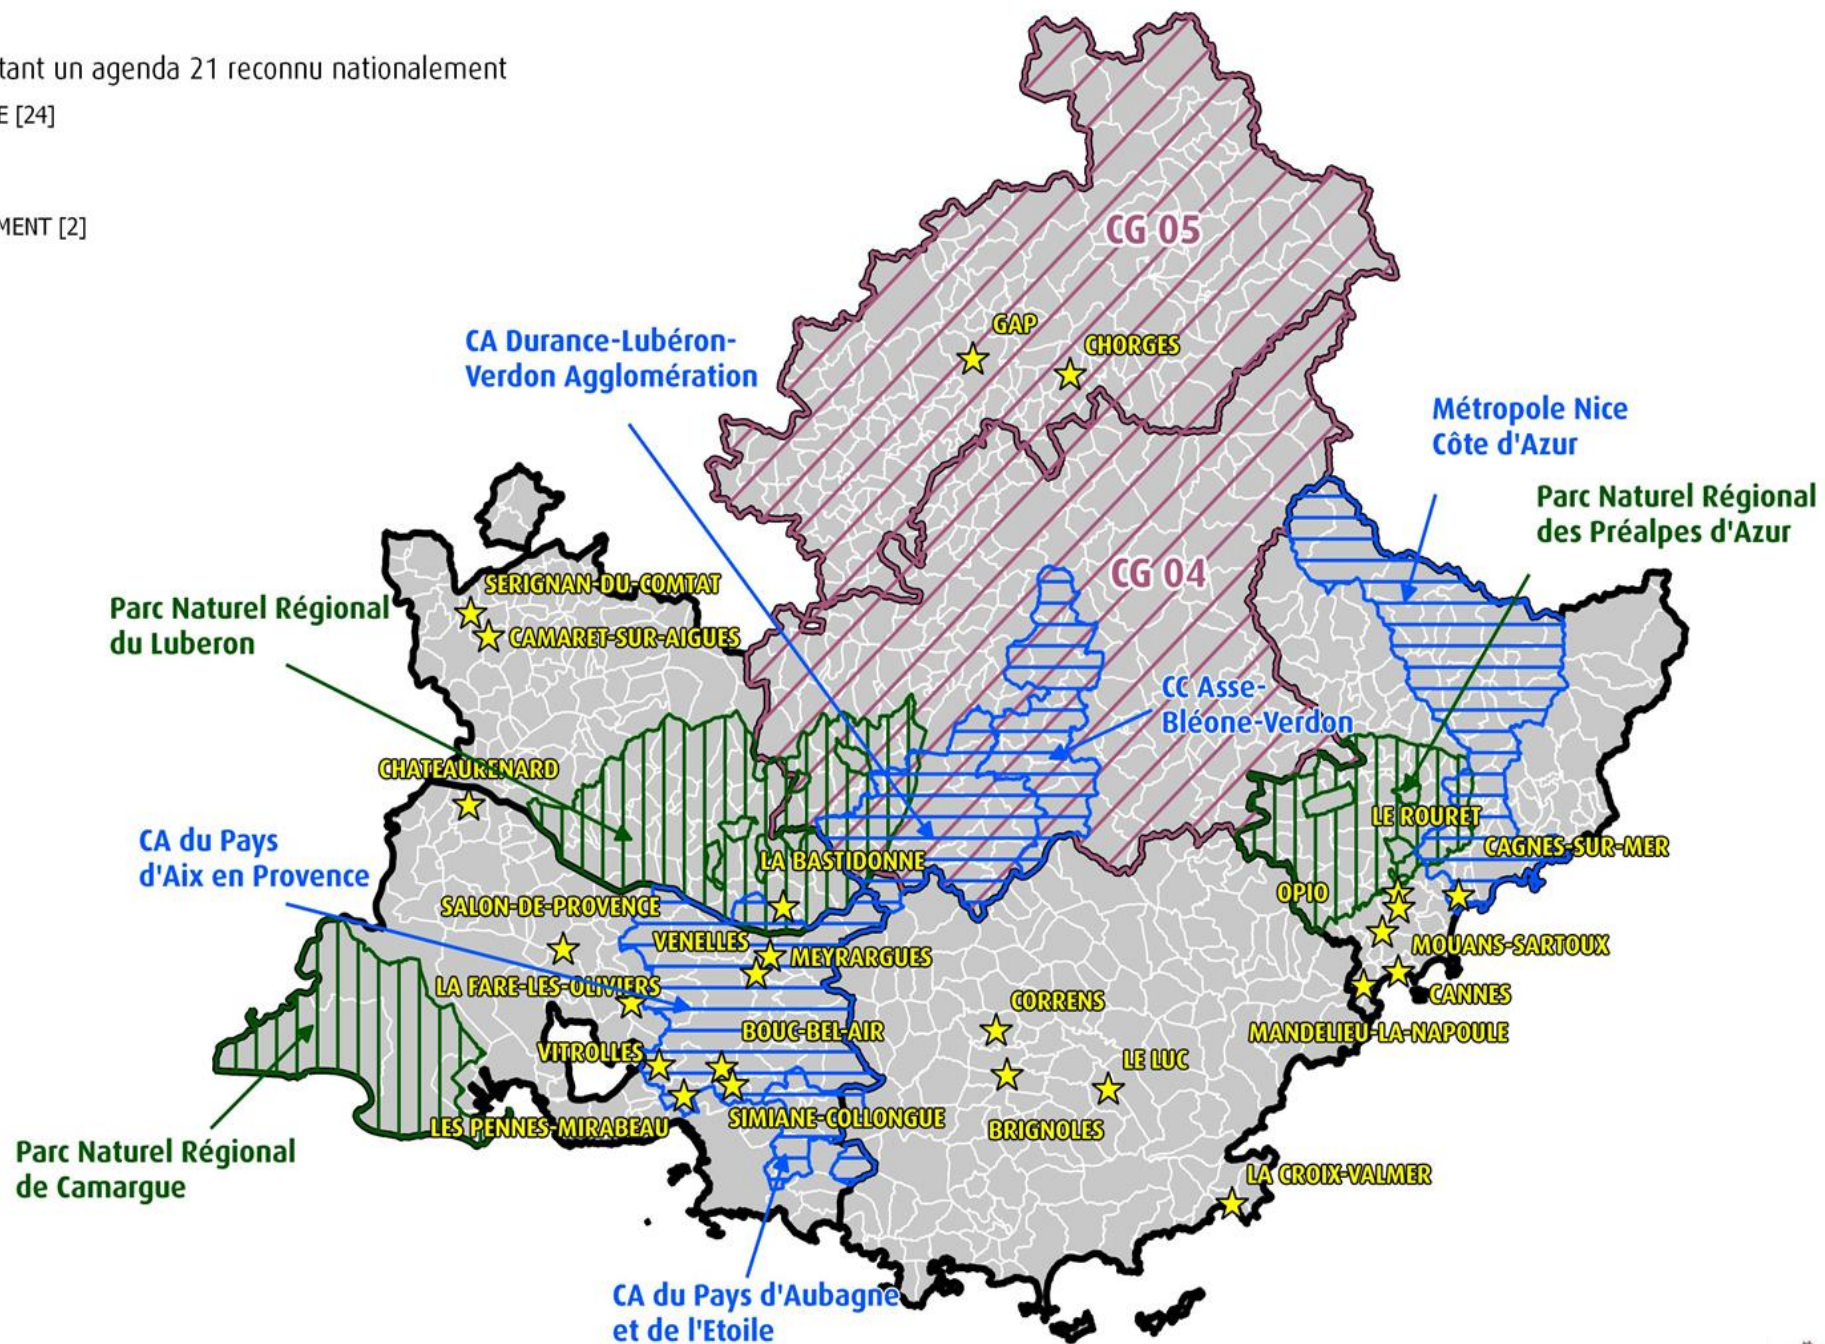 tant un agenda 21 reconnu nationalement
E [24]
MENT [2]
CG 05
GAP
CHORGES
CA Durance-Lubéron-
Verdon Agglomération
Métropole Nice
Côte d'Azur
Parc Naturel Régional
des Préalpes d'Azur
CG 04
SERIGNAN-DU-COMTAT
CAMARET-SUR-AIGUES
Parc Naturel Régional
du Luberon
CC Asse-
Bléone-Verdon
CHATEAURENARD
LE ROURET
CAGNES-SUR-MER
CA du Pays
d'Aix en Provence
LA BASTIDONNE
OPIO
SALON-DE-PROVENCE
VENELLES
MEYRARGUES
MOUANS-SARTOUX
LA FARE-LES-OLIVIERS
CORRENS
CANNES
BOUC-BEL-AIR
MANDELIEU-LA-NAPOULE
VITROLLES
LE LUC
LES PENNES-MIRABEAU
SIMIANE-COLLONGUE
BRIGNOLES
Parc Naturel Régional
de Camargue
LA CROIX-VALMER
CA du Pays d'Aubagne
et de l'Etoile